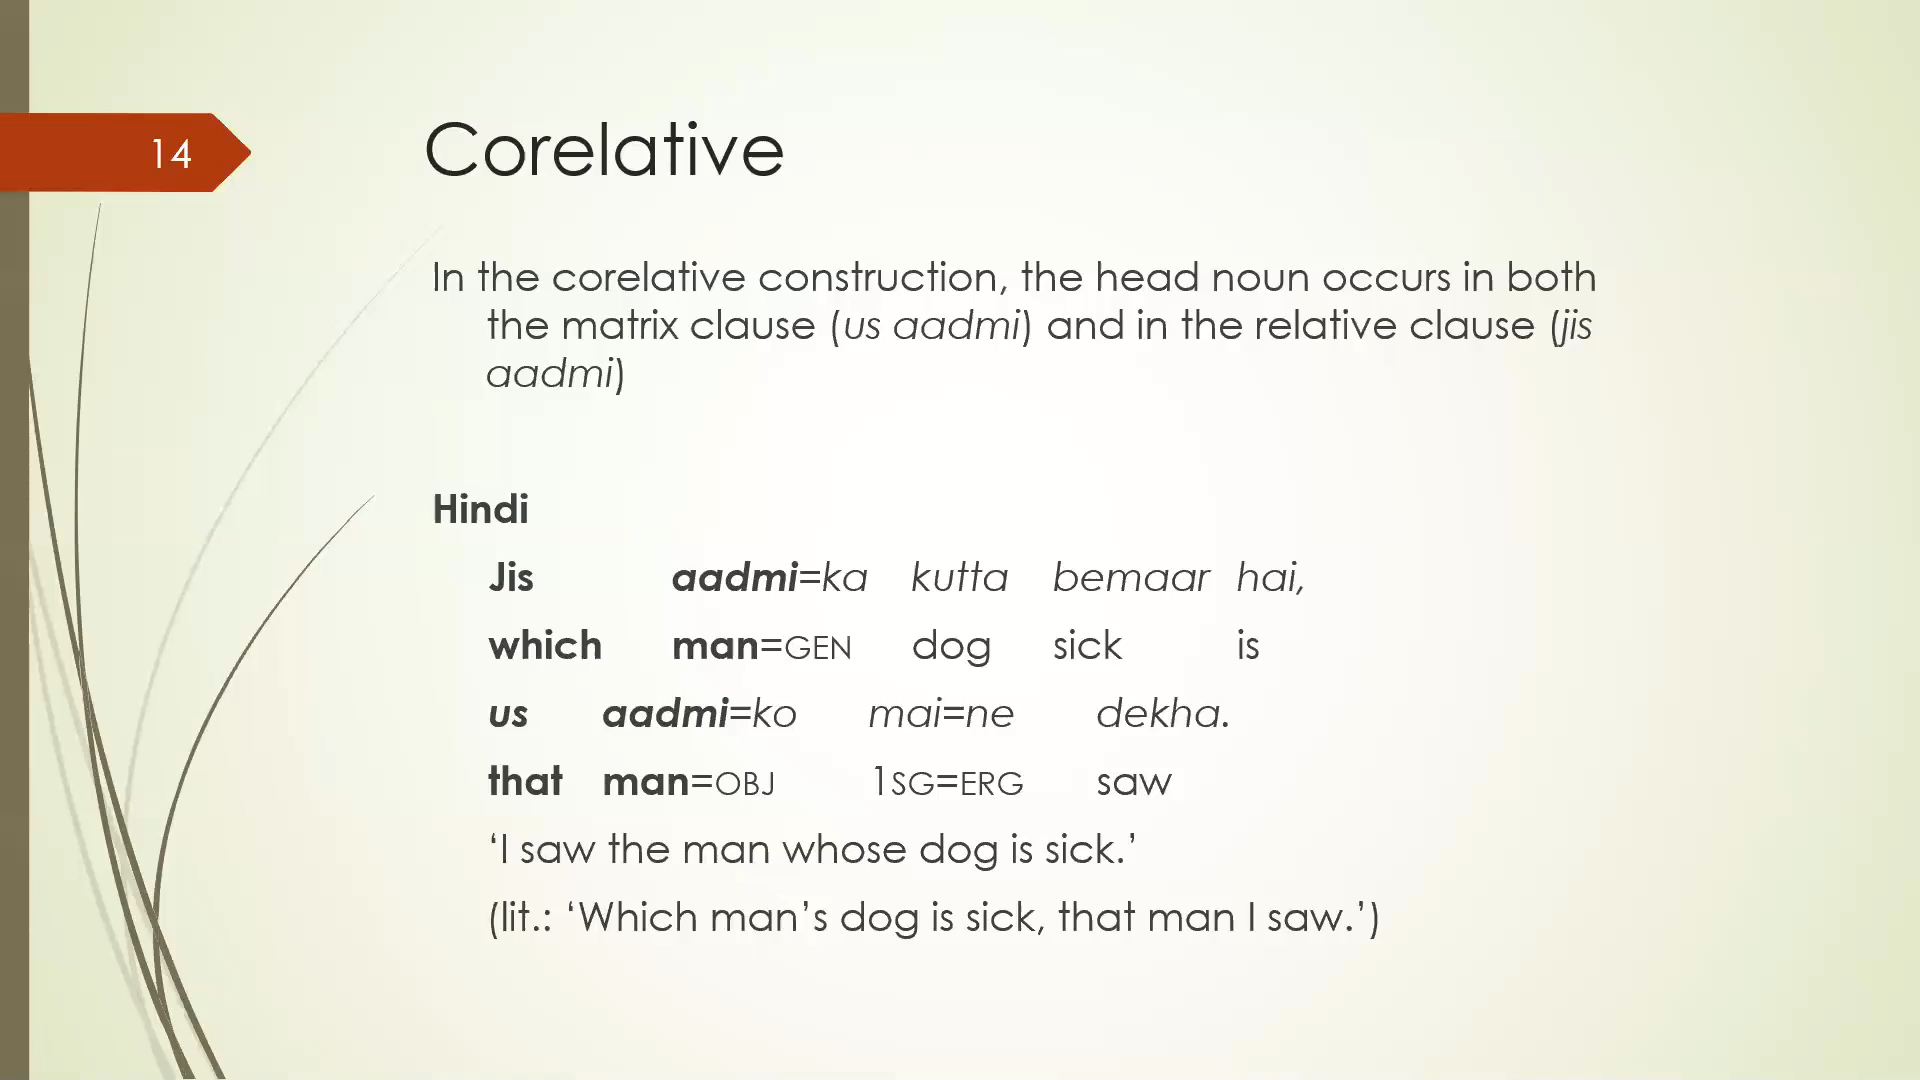 14
Corelative
In the corelative construction, the head noun occurs in both
the matrix clause (us aadmi) and in the relative clause (jis
aadmi)
Hindi
Jis aadmi=ka kutta bemaar hai,
which man=GEN dog sick is
us aadmi=ko mai=ne dekha.
that man=OBJ 1SG=ERG saw
‘I saw the man whose dog is sick.’
(lit.: ‘Which man’s dog is sick, that man I saw.’)